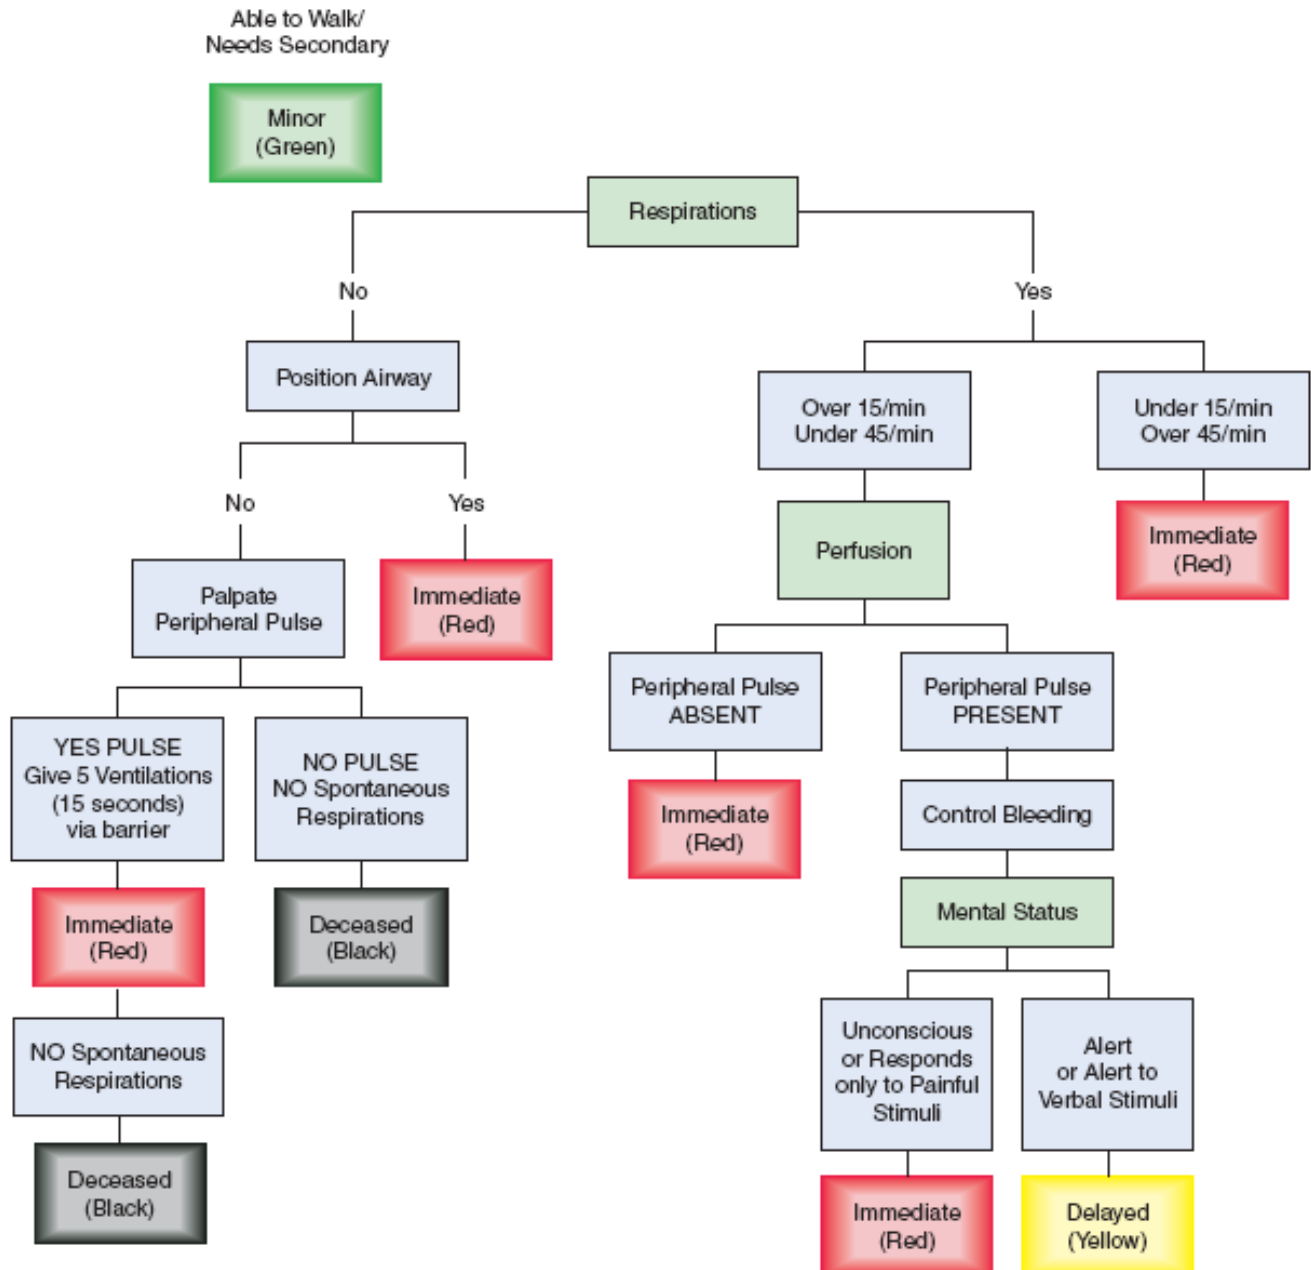 Able to Walk/
Needs Secondary
Minor
(Green)
Respirations
No
Yes
Position Airway
Over 15/min
Under 45/min
Under 15/min
Over 45/min
No
Yes
Perfusion
Immediate
(Red)
Palpate
Peripheral Pulse
Immediate
(Red)
Peripheral Pulse
ABSENT
Peripheral Pulse
PRESENT
YES PULSE
Give 5 Ventilations
(15 seconds)
via barrier
NO PULSE
NO Spontaneous
Respirations
Immediate
(Red)
Control Bleeding
Immediate
(Red)
Deceased
(Black)
Mental Status
NO Spontaneous
Respirations
Unconscious
or Responds
only to Painful
Stimuli
Alert
or Alert to
Verbal Stimuli
Deceased
(Black)
Immediate
(Red)
Delayed
(Yellow)